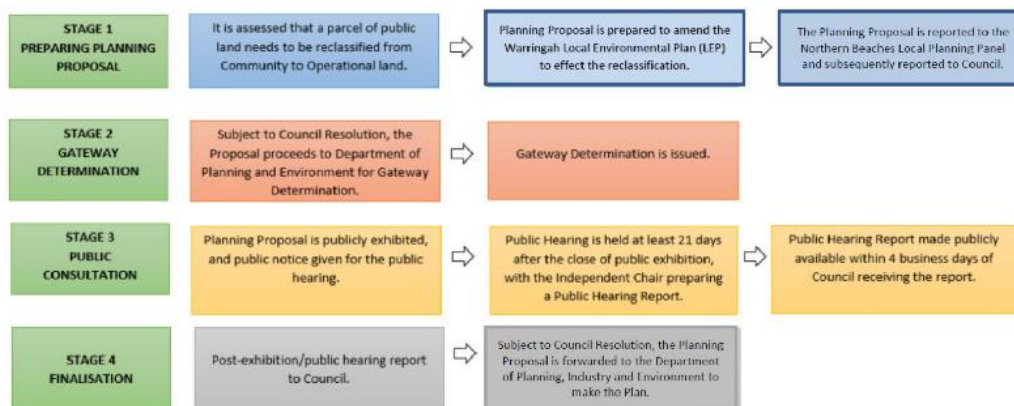 STAGE 1
PREPARING PLANNING
PROPOSAL
It is assessed that a parcel of public
land needs to be reclassified from
Community to Operational land.
Planning Proposal is prepared to amend the
Warringah Local Environmental Plan (LEP)
to effect the reclassification.
The Planning Proposal is reported to the
Northern Beaches Local Planning Panel
and subsequently reported to Council.
STAGE 2
GATEWAY
DETERMINATION
Subject to Council Resolution, the
Proposal proceeds to Department of
Planning and Environment for Gateway
Determination.
Gateway Determination is issued.
STAGE 3
PUBLIC
CONSULTATION
Planning Proposal is publicly exhibited,
and public notice given for the public
hearing.
Public Hearing is held at least 21 days
after the close of public exhibition,
with the Independent Chair preparing
a Public Hearing Report.
Public Hearing Report made publicly
available within 4 business days of
Council receiving the report.
STAGE 4
FINALISATION
Post-exhibition/public hearing report
to Council.
Subject to Council Resolution, the Planning
Proposal is forwarded to the Department
of Planning, Industry and Environment to
make the Plan.